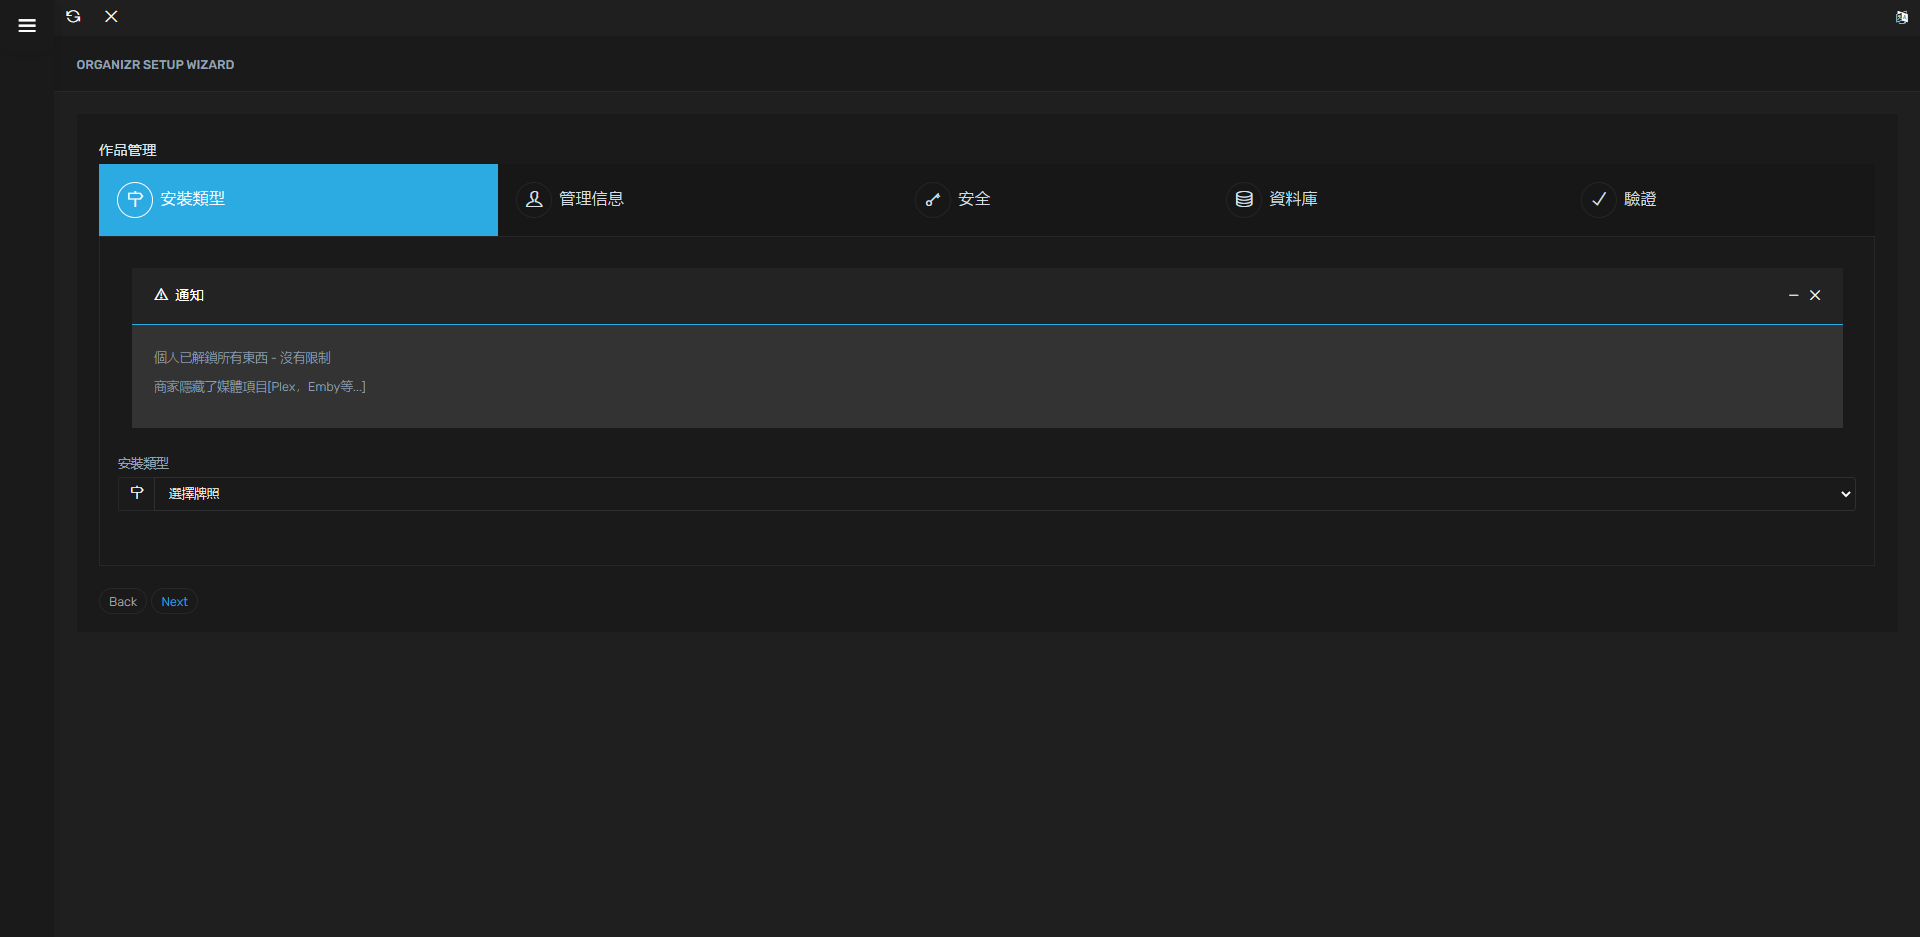 ORGANIZR SETUP WIZARD
作品管理
安裝類型
管理信息
安全
資料庫
驗證
通知
個人已解鎖所有東西 - 沒有限制
商家隱藏了媒體項目[Plex，Emby等...]
安裝類型
選擇牌照
Back
Next